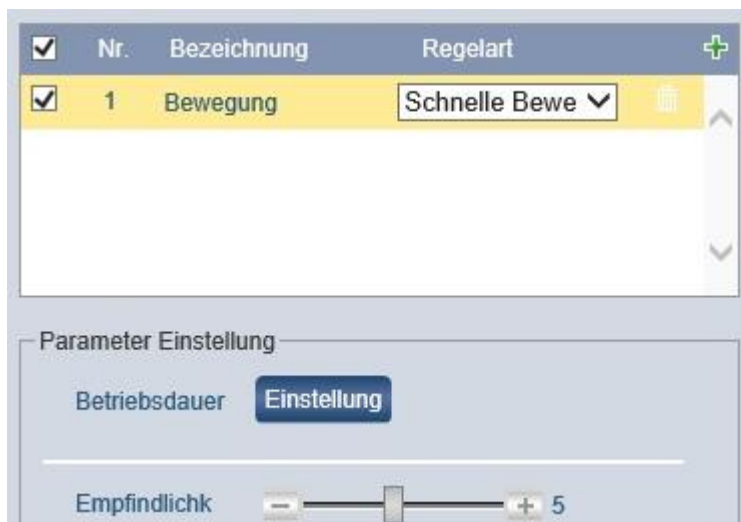 Nr. Bezeichnung Regelart
1 Bewegung Schnelle Bewe
Parameter Einstellung
Betriebsdauer Einstellung
Empfindlichk 5